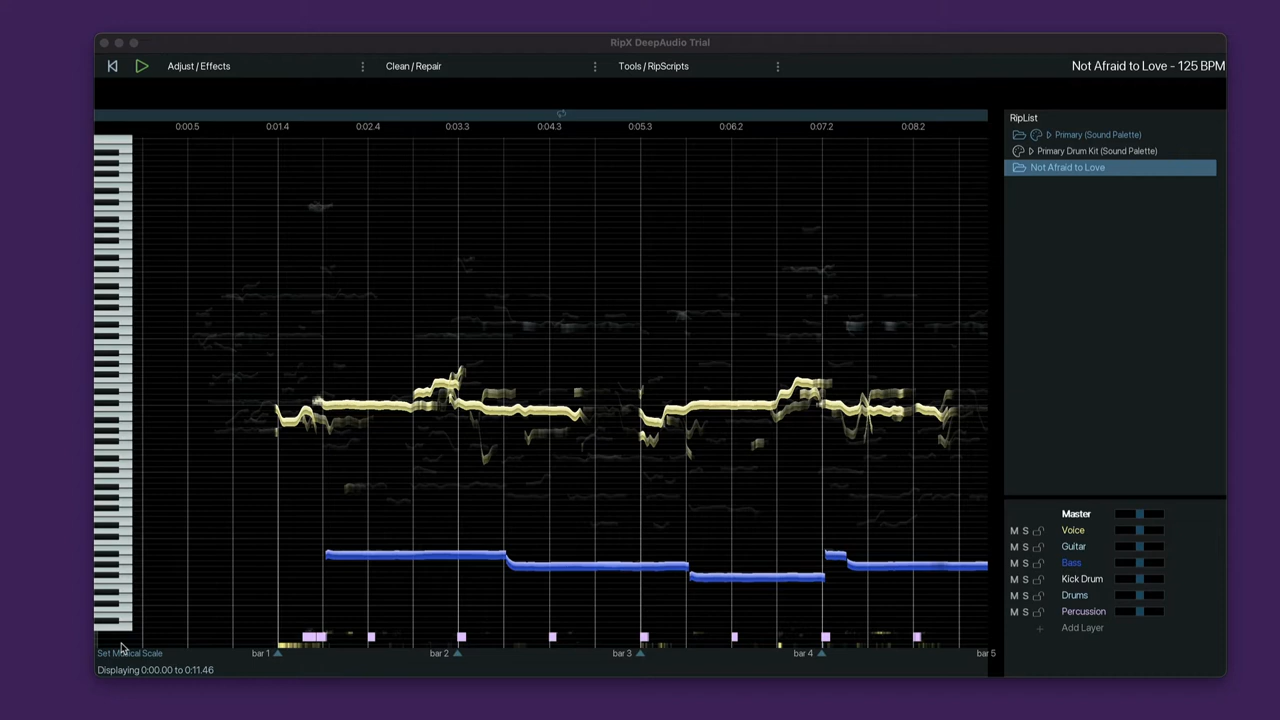 RipX DeepAudio Trial
Adjust / Effects
Clean / Repair
Tools / RipScripts
Not Afraid to Love - 125 BPM
0:00.5
0:01.4
0:02.4
0:03.3
0:04.3
0:05.3
0:06.2
0:07.2
0:08.2
RipList
Primary (Sound Palette)
Primary Drum Kit (Sound Palette)
Not Afraid to Love
Master
M S Voice
M S Guitar
M S Bass
M S Kick Drum
M S Drums
M S Percussion
+ Add Layer
Set Musical Scale
bar 1
bar 2
bar 3
bar 4
bar 5
Displaying 0:00.00 to 0:11.46